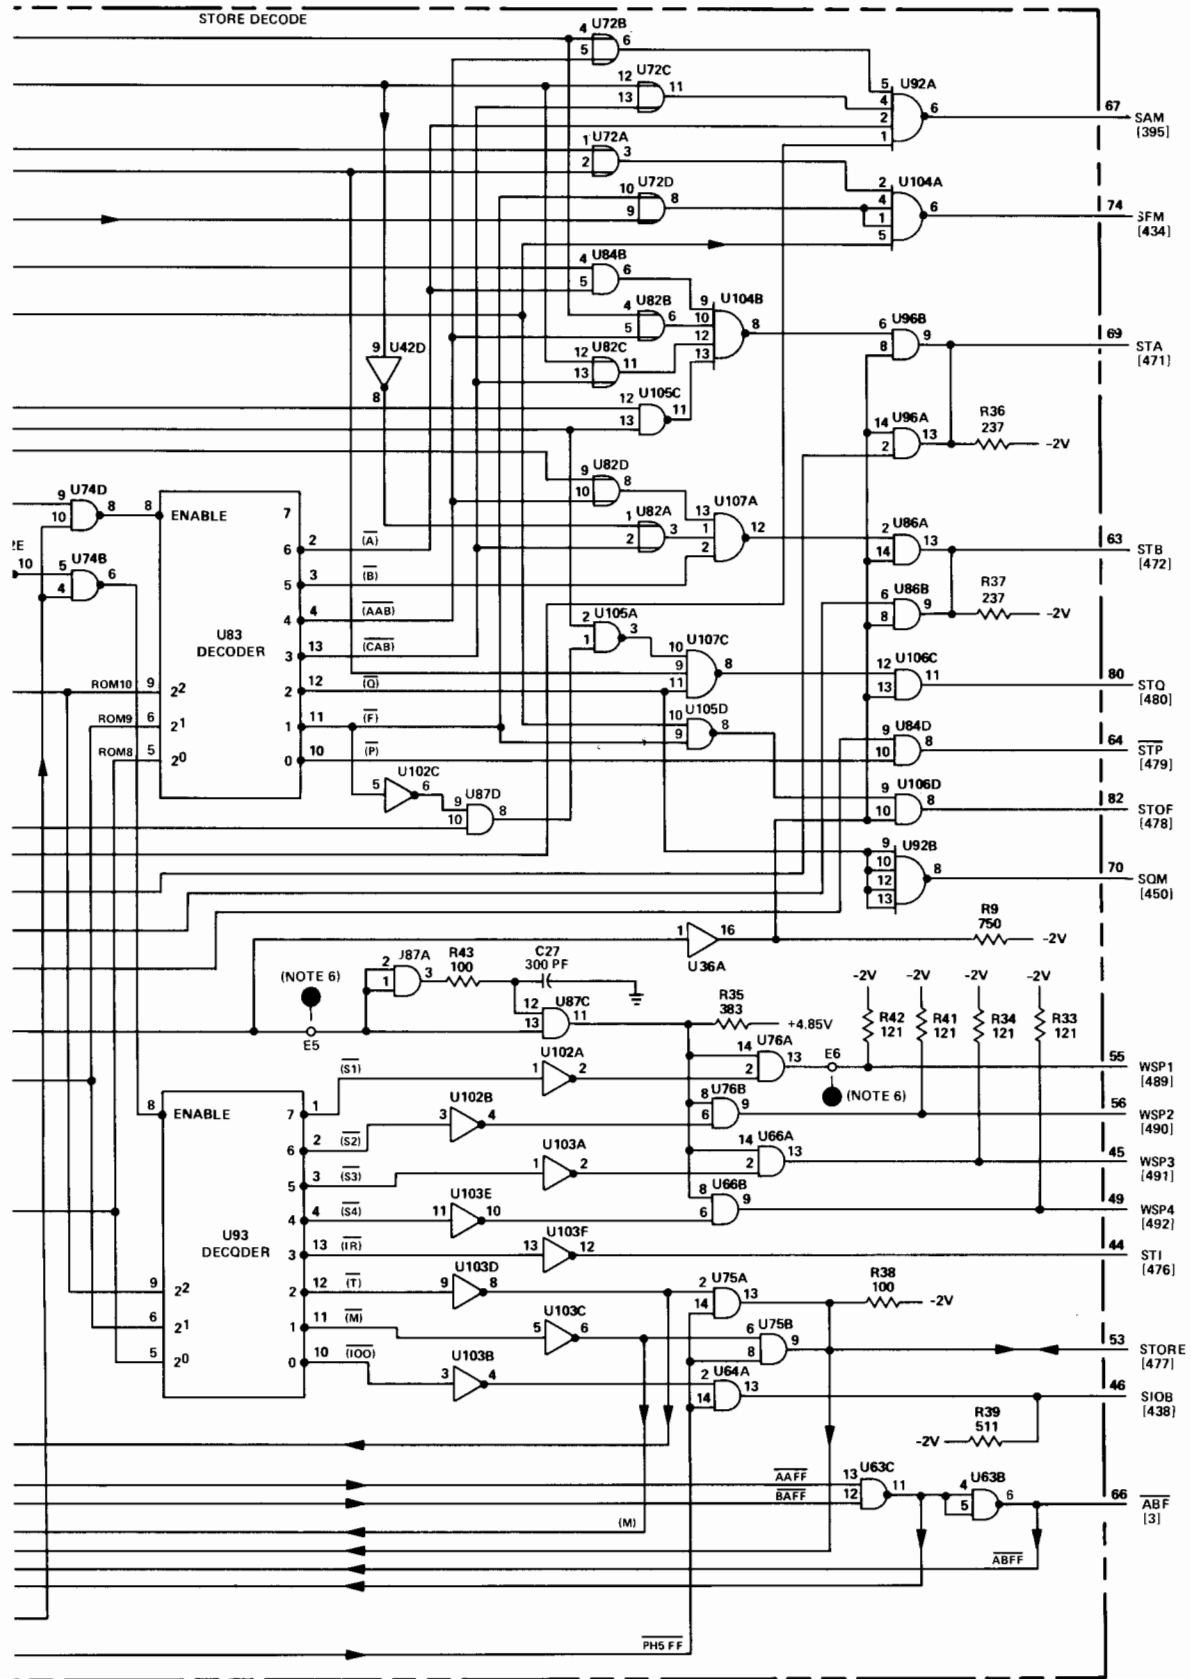 STORE DECODE
U72B
4
5
6
U72C
12
13
11
U92A
5
4
2
1
6
67
SAM
[395]
U72A
1
2
3
U72D
10
9
8
U104A
2
4
1
5
6
74
SFM
[434]
U84B
4
5
6
U82B
4
5
6
U104B
9
10
12
13
8
U82C
12
13
11
U105C
12
13
11
9
U42D
8
U96B
6
8
9
69
STA
[471]
U96A
14
2
13
R36
237
-2V
U82D
9
10
8
U82A
1
2
3
U107A
13
1
2
12
U86A
2
14
13
63
STB
[472]
U86B
6
8
9
R37
237
-2V
U74D
9
10
8
U74B
10
5
4
6
8
ENABLE
7
6
2
(A)
5
3
(B)
4
4
(AAB)
U83
DECODER
3
13
(CAB)
ROM10
9
2²
2
12
(Q)
ROM9
6
2¹
1
11
(F)
ROM8
5
2⁰
0
10
(P)
U105A
2
1
3
U107C
10
9
11
8
U106C
12
13
11
80
STQ
[480]
U105D
10
9
8
U84D
9
10
8
64
STP
[479]
U102C
5
6
U87D
9
10
8
U106D
9
10
8
82
STOF
[478]
U92B
9
10
12
13
8
70
SQM
[450]
R9
750
-2V
1
16
U36A
(NOTE 6)
E5
U87A
2
1
3
R43
100
C27
300 PF
U87C
12
13
11
R35
383
+4.85V
-2V
-2V
-2V
-2V
R42
121
R41
121
R34
121
R33
121
U76A
14
2
13
E6
(NOTE 6)
55
WSP1
[489]
U102A
1
2
U76B
8
6
9
56
WSP2
[490]
8
ENABLE
7
1
(S1)
6
2
(S2)
U102B
3
4
5
3
(S3)
U103A
1
2
U66A
14
2
13
45
WSP3
[491]
4
4
(S4)
U103E
11
10
U66B
8
6
9
49
WSP4
[492]
U93
DECODER
3
13
(IR)
U103F
13
12
44
STI
[476]
9
2²
2
12
(T)
U103D
9
8
U75A
2
14
13
R38
100
-2V
6
2¹
1
11
(M)
U103C
5
6
U75B
6
8
9
53
STORE
[477]
5
2⁰
0
10
(IOO)
U103B
3
4
U64A
2
14
13
46
SIOB
[438]
R39
511
-2V
AAFF
13
BAFF
12
U63C
11
U63B
4
5
6
66
ABF
[3]
(M)
ABFF
PH5 FF